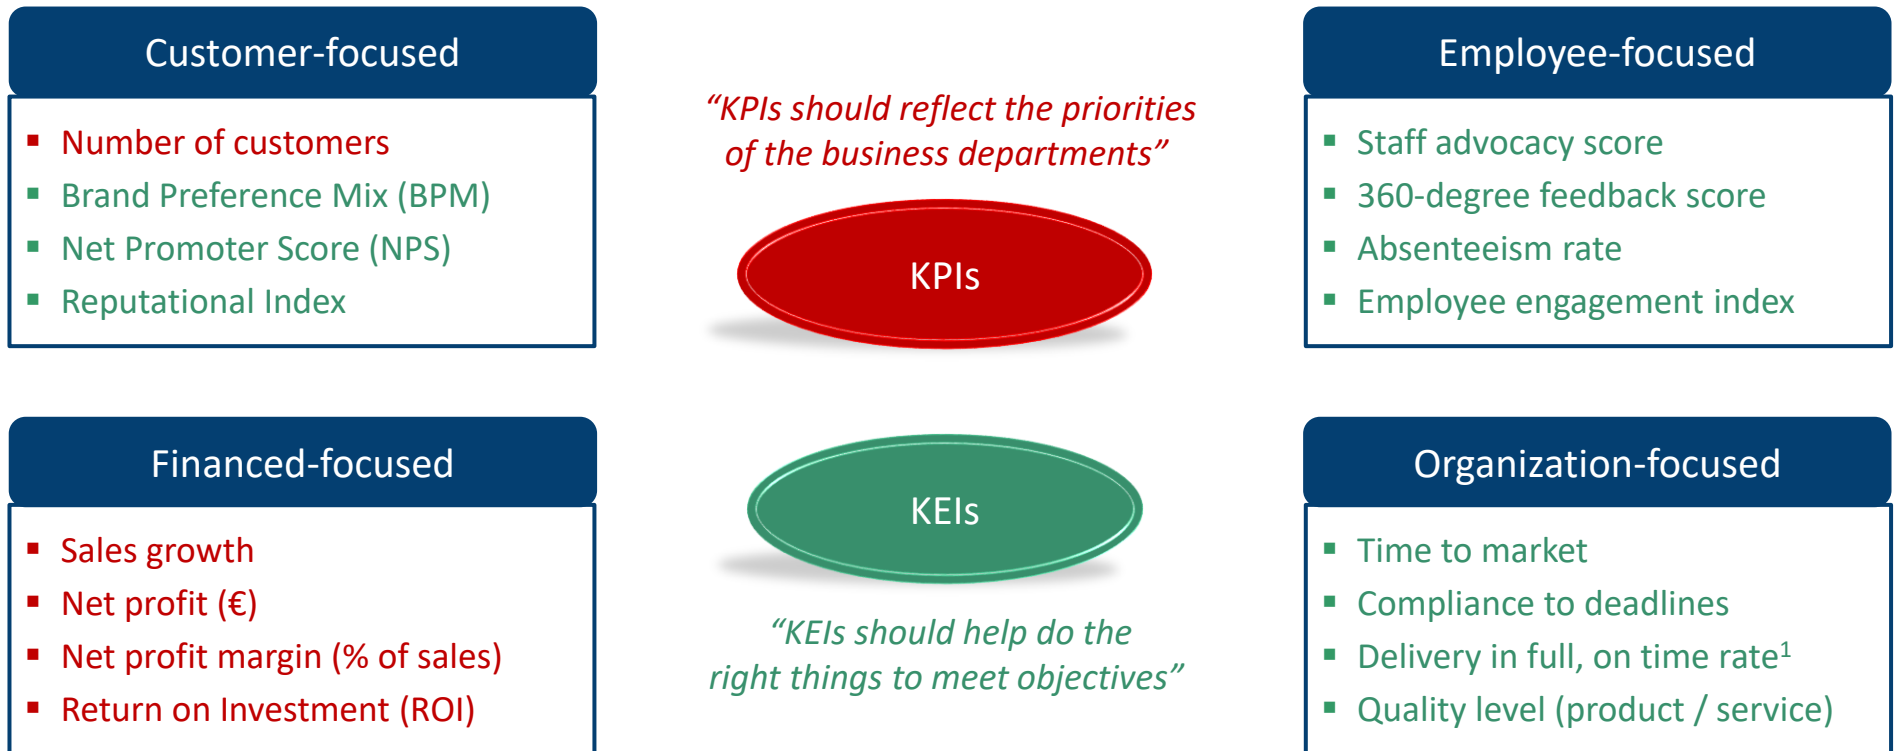 Customer-focused
Number of customers
Brand Preference Mix (BPM)
Net Promoter Score (NPS)
Reputational Index
“KPIs should reflect the priorities
of the business departments”
KPIs
Employee-focused
Staff advocacy score
360-degree feedback score
Absenteeism rate
Employee engagement index
Financed-focused
Sales growth
Net profit (€)
Net profit margin (% of sales)
Return on Investment (ROI)
KEIs
“KEIs should help do the
right things to meet objectives”
Organization-focused
Time to market
Compliance to deadlines
Delivery in full, on time rate¹
Quality level (product / service)